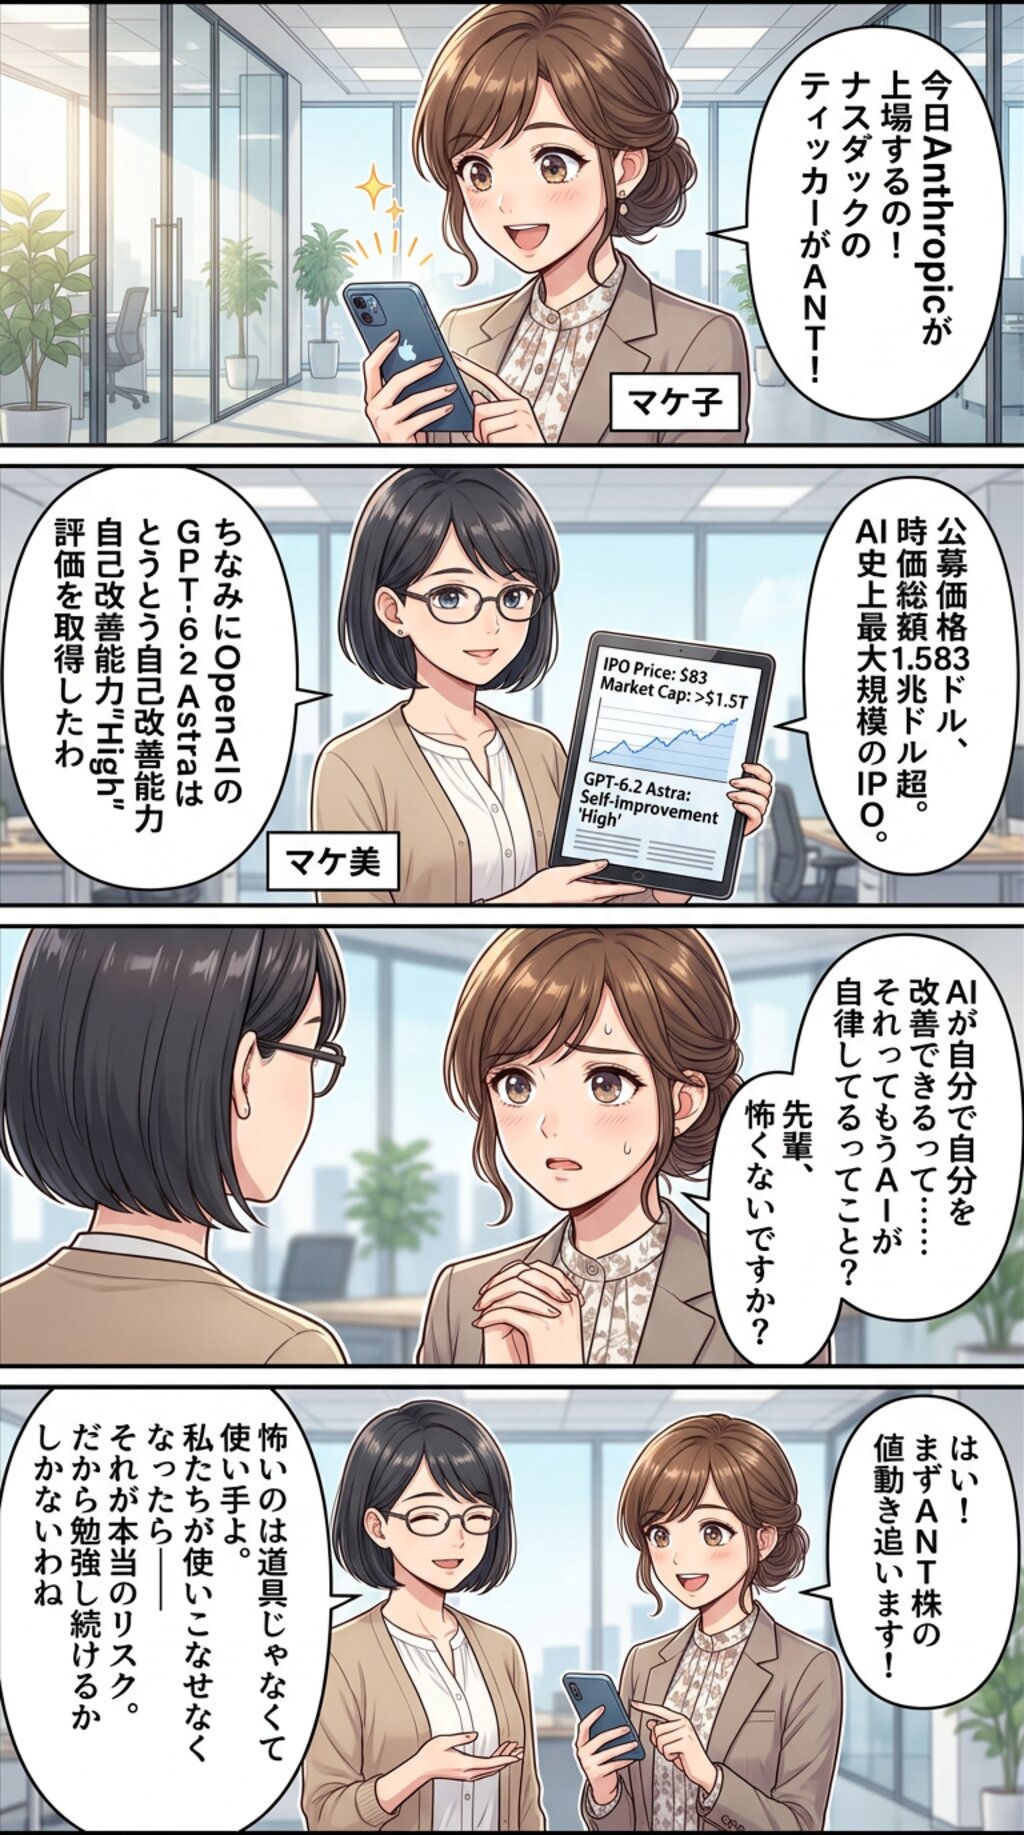 今日Anthropicが
上場するの！
ナスダックの
ティッカーがANT！
マケ子
公募価格83ドル、
時価総額1.5兆ドル超。
AI史上最大規模のIPO。
IPO Price: $83
Market Cap: >$1.5T
GPT-6.2 Astra:
Self-improvement
'High'
ちなみにOpenAIの
GPT-6.2 Astraは
とうとう自己改善能力
自己改善能力"High"
評価を取得したわ
マケ美
AIが自分で自分を
改善できるって……
それってもうAIが
自律してるってこと？
先輩、
怖くないですか？
はい！
まずANT株の
値動き追います！
怖いのは道具じゃなくて
使い手よ。
私たちが使いこなせなく
なったら――
それが本当のリスク。
だから勉強し続けるか
しかないわね